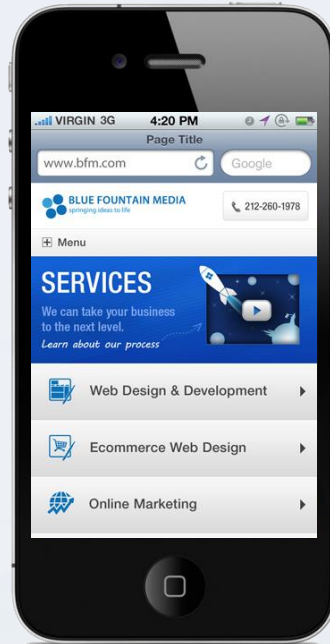 VIRGIN 3G 4:20 PM
Page Title
www.bfm.com Google
BLUE FOUNTAIN MEDIA
springing ideas to life
212-260-1978
Menu
SERVICES
We can take your business
to the next level.
Learn about our process
Web Design & Development
Ecommerce Web Design
Online Marketing